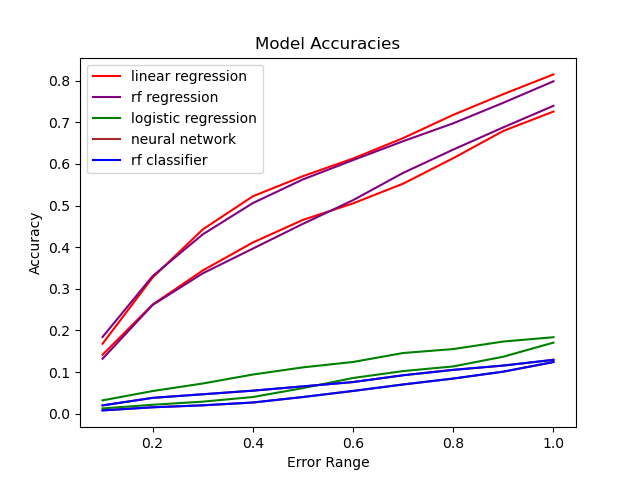 Model Accuracies
linear regression
rf regression
logistic regression
neural network
rf classifier
Accuracy
0.8
0.7
0.6
0.5
0.4
0.3
0.2
0.1
0.0
0.2
0.4
0.6
0.8
1.0
Error Range